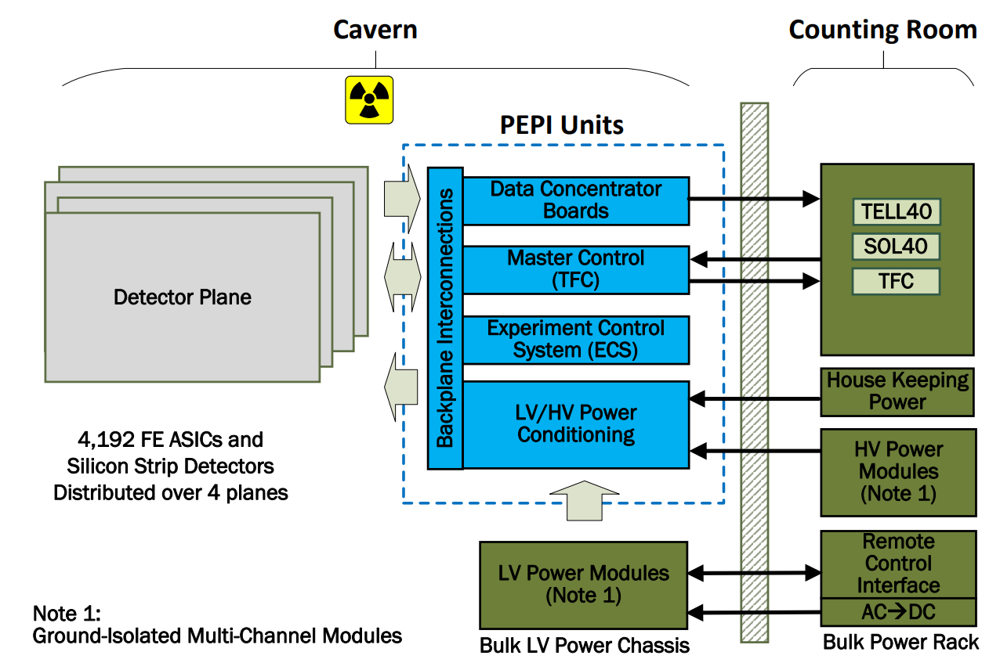 Cavern
Counting Room
PEPI Units
Detector Plane
4,192 FE ASICs and
Silicon Strip Detectors
Distributed over 4 planes
Backplane Interconnections
Data Concentrator
Boards
Master Control
(TFC)
Experiment Control
System (ECS)
LV/HV Power
Conditioning
TELL40
SOL40
TFC
House Keeping
Power
HV Power
Modules
(Note 1)
LV Power Modules
(Note 1)
Bulk LV Power Chassis
Remote
Control
Interface
AC→DC
Bulk Power Rack
Note 1:
Ground-Isolated Multi-Channel Modules